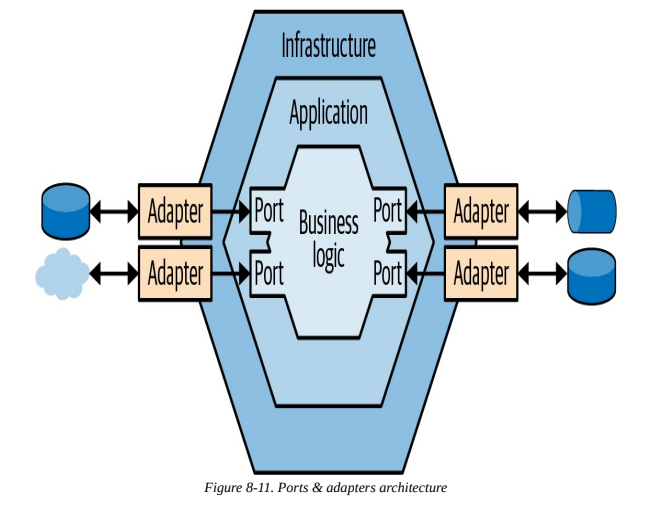 Infrastructure
Application
Adapter
Port
Business
logic
Port
Adapter
Adapter
Port
Port
Adapter
Figure 8-11. Ports & adapters architecture